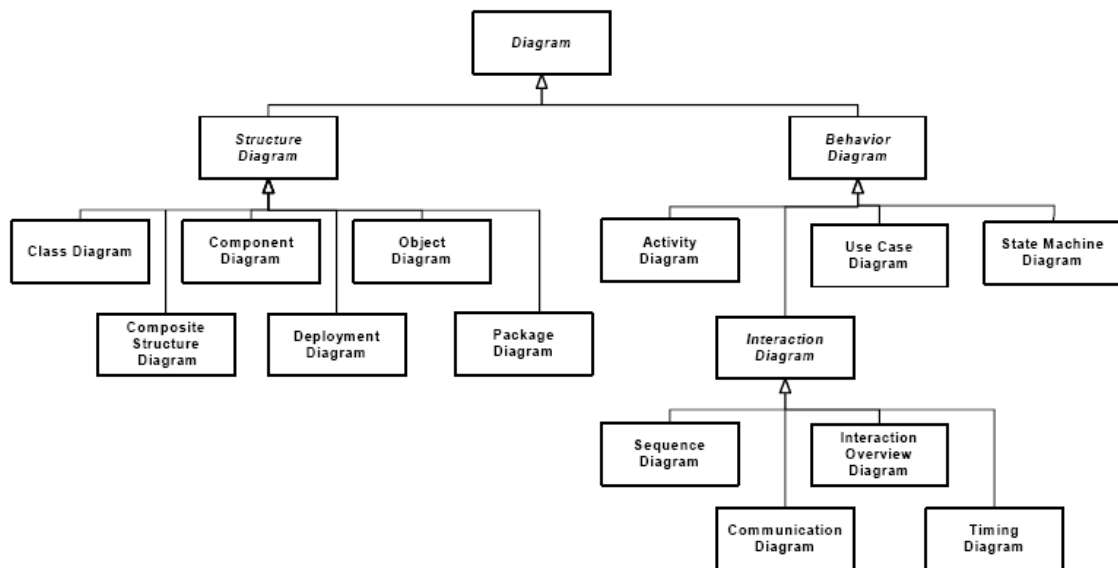 Diagram
Structure
Diagram
Behavior
Diagram
Class Diagram
Component
Diagram
Object
Diagram
Activity
Diagram
Use Case
Diagram
State Machine
Diagram
Composite
Structure
Diagram
Deployment
Diagram
Package
Diagram
Interaction
Diagram
Sequence
Diagram
Interaction
Overview
Diagram
Communication
Diagram
Timing
Diagram